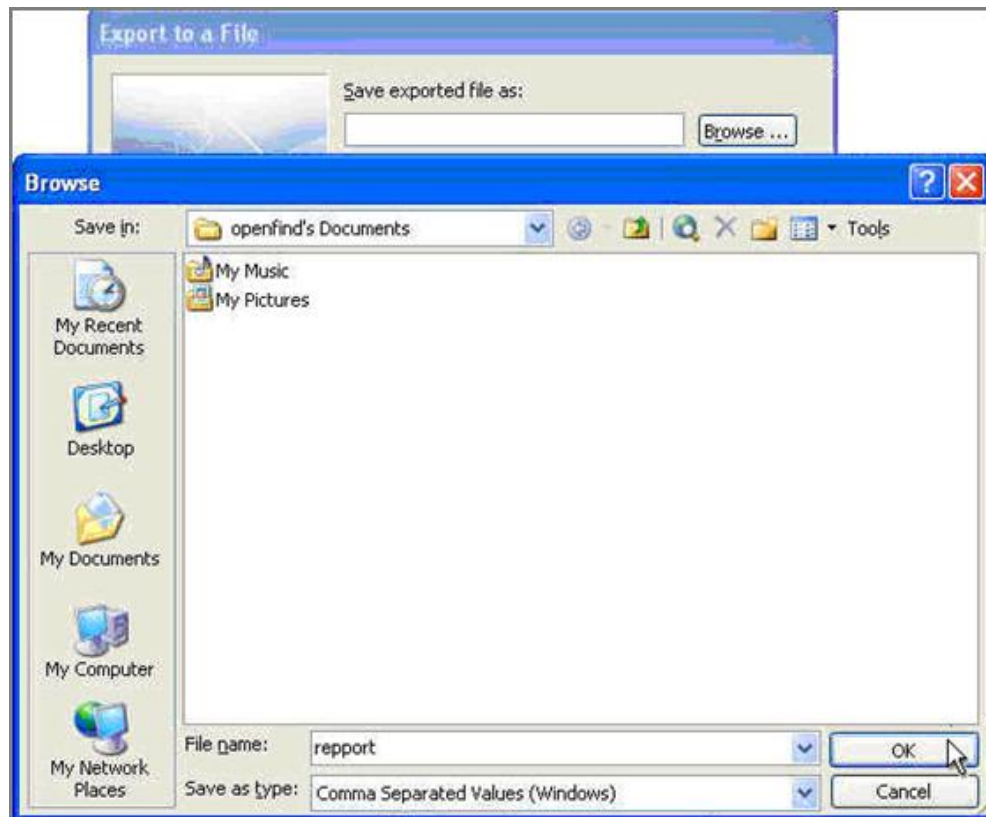 Export to a File
Save exported file as:
Browse ...
Browse
Save in:
openfind's Documents
Tools
My Music
My Pictures
My Recent
Documents
Desktop
My Documents
My Computer
My Network
Places
File name:
repport
OK
Save as type:
Comma Separated Values (Windows)
Cancel